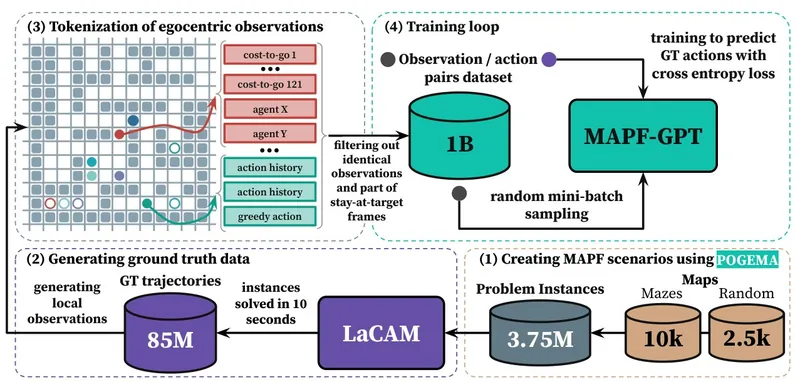 (3) Tokenization of egocentric observations
cost-to-go 1
•••
cost-to-go 121
agent X
agent Y
•••
action history
action history
greedy action
filtering out
identical
observations
and part of
stay-at-target
frames
(4) Training loop
Observation / action
pairs dataset
1B
training to predict
GT actions with
cross entropy loss
MAPF-GPT
random mini-batch
sampling
(2) Generating ground truth data
generating
local
observations
GT trajectories
85M
instances
solved in 10
seconds
LaCAM
(1) Creating MAPF scenarios using POGEMA
Problem Instances
3.75M
Maps
Mazes
10k
Random
2.5k